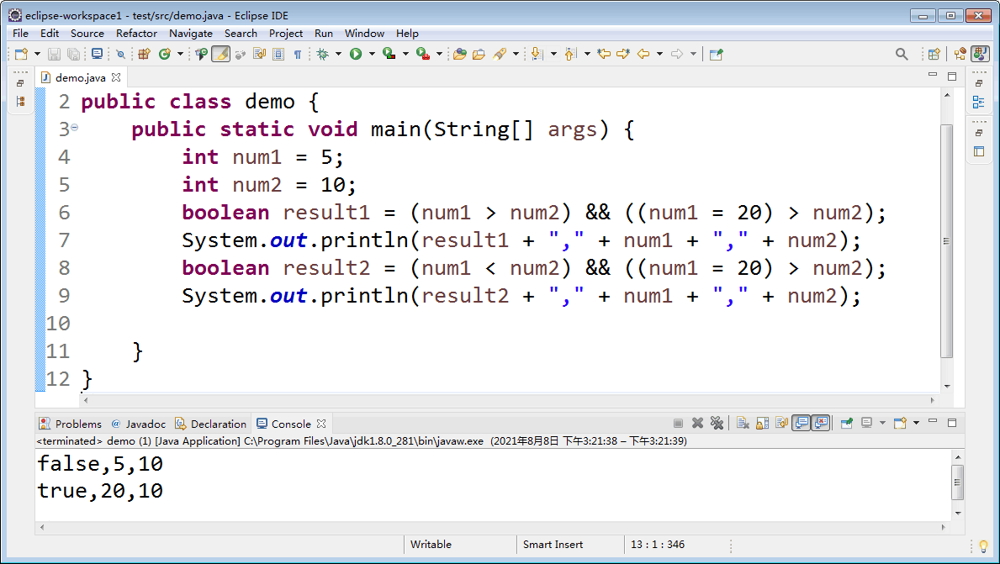 eclipse-workspace1 - test/src/demo.java - Eclipse IDE
File Edit Source Refactor Navigate Search Project Run Window Help
demo.java
2 public class demo {
3 public static void main(String[] args) {
4 int num1 = 5;
5 int num2 = 10;
6 boolean result1 = (num1 > num2) && ((num1 = 20) > num2);
7 System.out.println(result1 + "," + num1 + "," + num2);
8 boolean result2 = (num1 < num2) && ((num1 = 20) > num2);
9 System.out.println(result2 + "," + num1 + "," + num2);
10
11 }
12 }
Problems @ Javadoc Declaration Console
<terminated> demo (1) [Java Application] C:\Program Files\Java\jdk1.8.0_281\bin\javaw.exe (2021年8月8日 下午3:21:38 – 下午3:21:39)
false,5,10
true,20,10
Writable Smart Insert 13 : 1 : 346